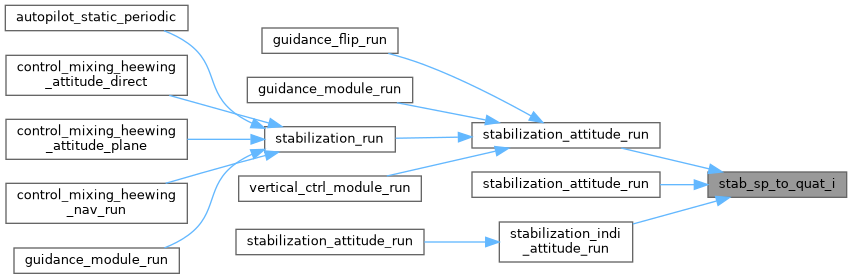 autopilot_static_periodic
control_mixing_heewing
_attitude_direct
control_mixing_heewing
_attitude_plane
control_mixing_heewing
_nav_run
guidance_module_run
stabilization_run
guidance_flip_run
guidance_module_run
vertical_ctrl_module_run
stabilization_attitude_run
stabilization_attitude_run
stabilization_attitude_run
stabilization_indi
_attitude_run
stab_sp_to_quat_i